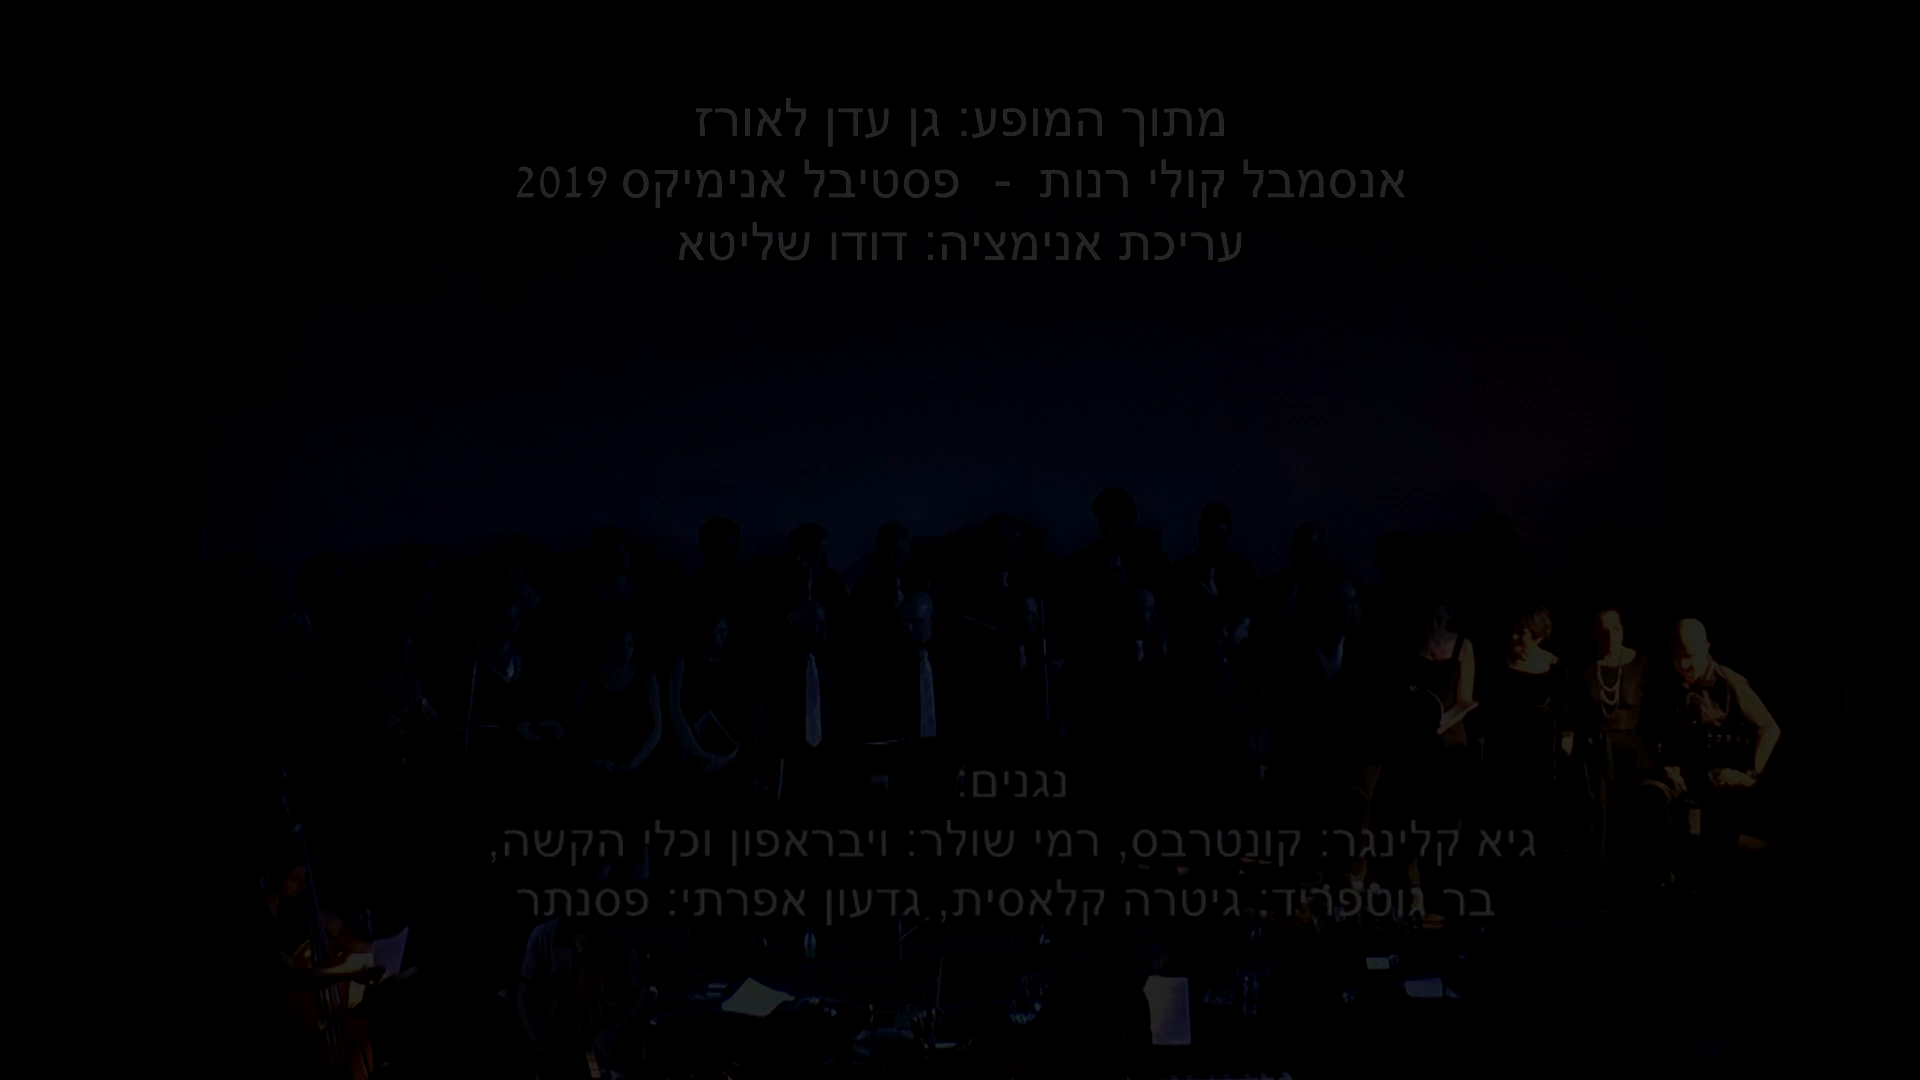 מתוך המופע: גן עדן לאורז
אנסמבל קולי רנות - פסטיבל אנימיקס 2019
עריכת אנימציה: דודו שליטא
נגנים:
גיא קלינגר: קונטרבס, רמי שולר: ויבראפון וכלי הקשה,
בר גוטפריד: גיטרה קלאסית, גדעון אפרתי: פסנתר